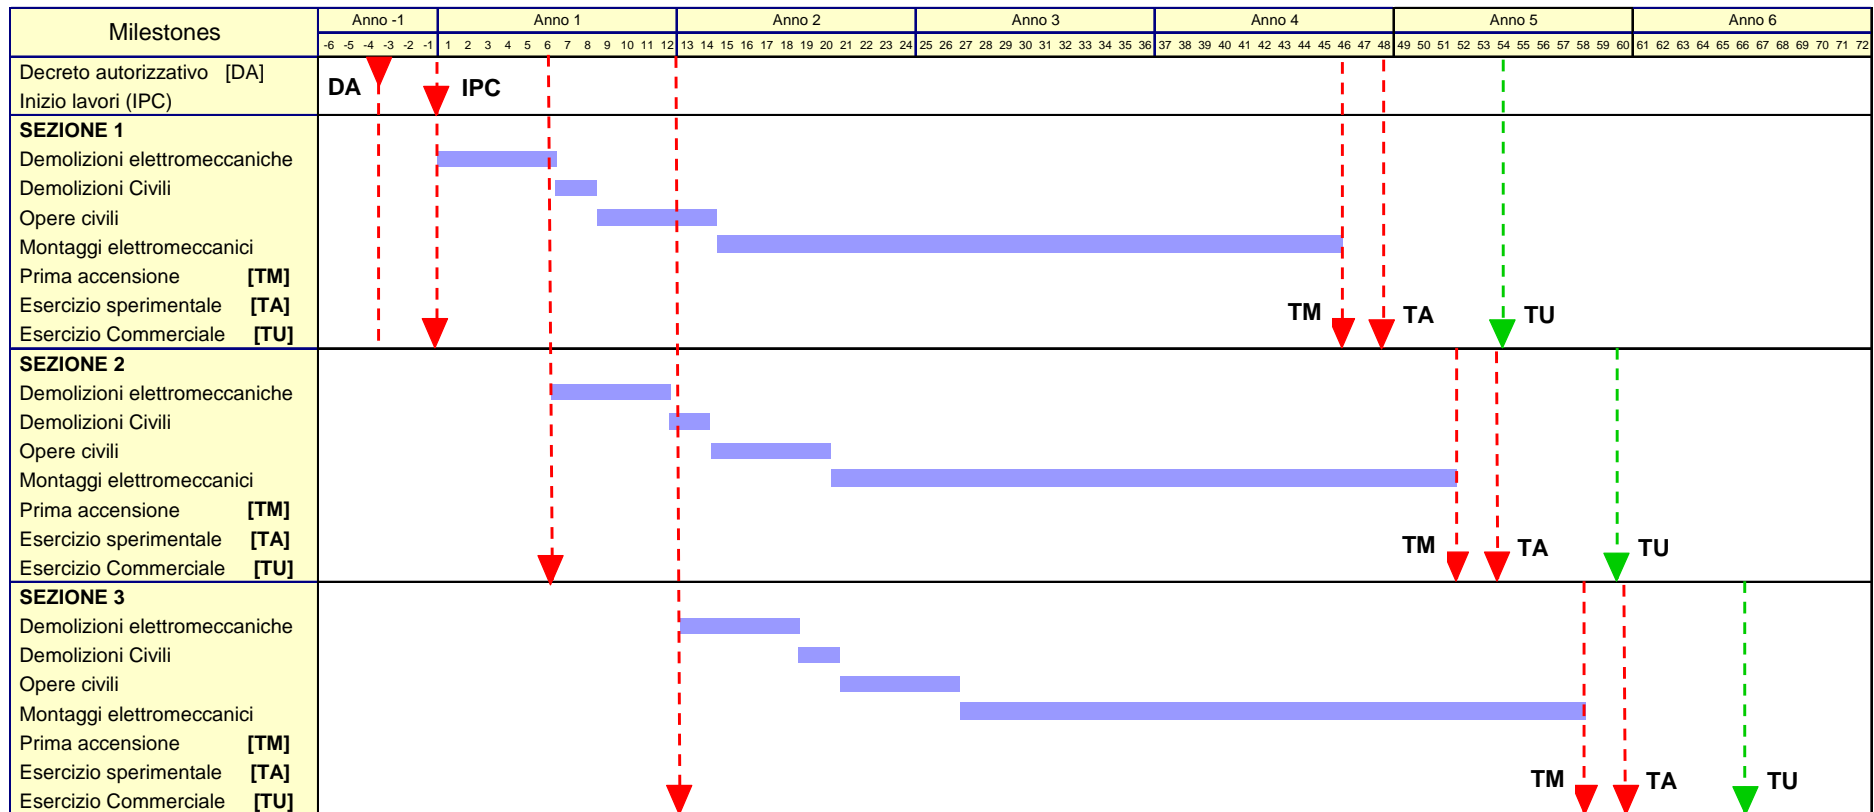 Milestones
Anno -1 Anno 1 Anno 2 Anno 3 Anno 4 Anno 5 Anno 6
-6 -5 -4 -3 -2 -1 1 2 3 4 5 6 7 8 9 10 11 12 13 14 15 16 17 18 19 20 21 22 23 24 25 26 27 28 29 30 31 32 33 34 35 36 37 38 39 40 41 42 43 44 45 46 47 48 49 50 51 52 53 54 55 56 57 58 59 60 61 62 63 64 65 66 67 68 69 70 71 72
Decreto autorizzativo [DA]
DA IPC
Inizio lavori (IPC)
SEZIONE 1
Demolizioni elettromeccaniche
Demolizioni Civili
Opere civili
Montaggi elettromeccanici
Prima accensione [TM]
Esercizio sperimentale [TA]
TM TA TU
Esercizio Commerciale [TU]
SEZIONE 2
Demolizioni elettromeccaniche
Demolizioni Civili
Opere civili
Montaggi elettromeccanici
Prima accensione [TM]
Esercizio sperimentale [TA]
TM TA TU
Esercizio Commerciale [TU]
SEZIONE 3
Demolizioni elettromeccaniche
Demolizioni Civili
Opere civili
Montaggi elettromeccanici
Prima accensione [TM]
Esercizio sperimentale [TA]
TM TA TU
Esercizio Commerciale [TU]